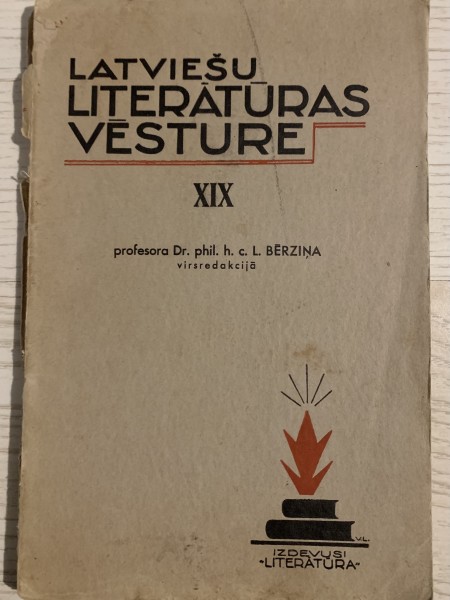 LATVIEŠU
LITERĀTŪRAS
VĒSTURE
XIX
profesora Dr. phil. h. c. L. BĒRZIŅA
virsredakcijā
VL.
IZDEVUSI
"LITERĀTŪRA"